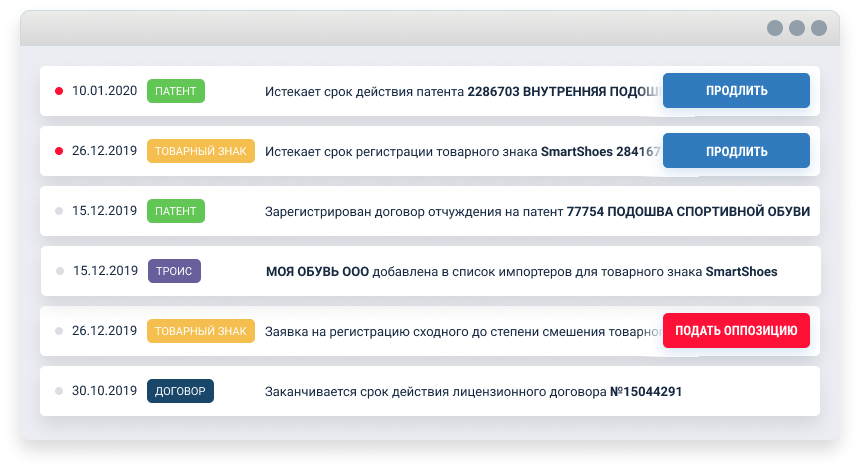 10.01.2020 ПАТЕНТ Истекает срок действия патента 2286703 ВНУТРЕННЯЯ ПОДОШ ПРОДЛИТЬ
26.12.2019 ТОВАРНЫЙ ЗНАК Истекает срок регистрации товарного знака SmartShoes 284167 ПРОДЛИТЬ
15.12.2019 ПАТЕНТ Зарегистрирован договор отчуждения на патент 77754 ПОДОШВА СПОРТИВНОЙ ОБУВИ
15.12.2019 ТРОИС МОЯ ОБУВЬ ООО добавлена в список импортеров для товарного знака SmartShoes
26.12.2019 ТОВАРНЫЙ ЗНАК Заявка на регистрацию сходного до степени смешения товарно ПОДАТЬ ОППОЗИЦИЮ
30.10.2019 ДОГОВОР Заканчивается срок действия лицензионного договора №15044291